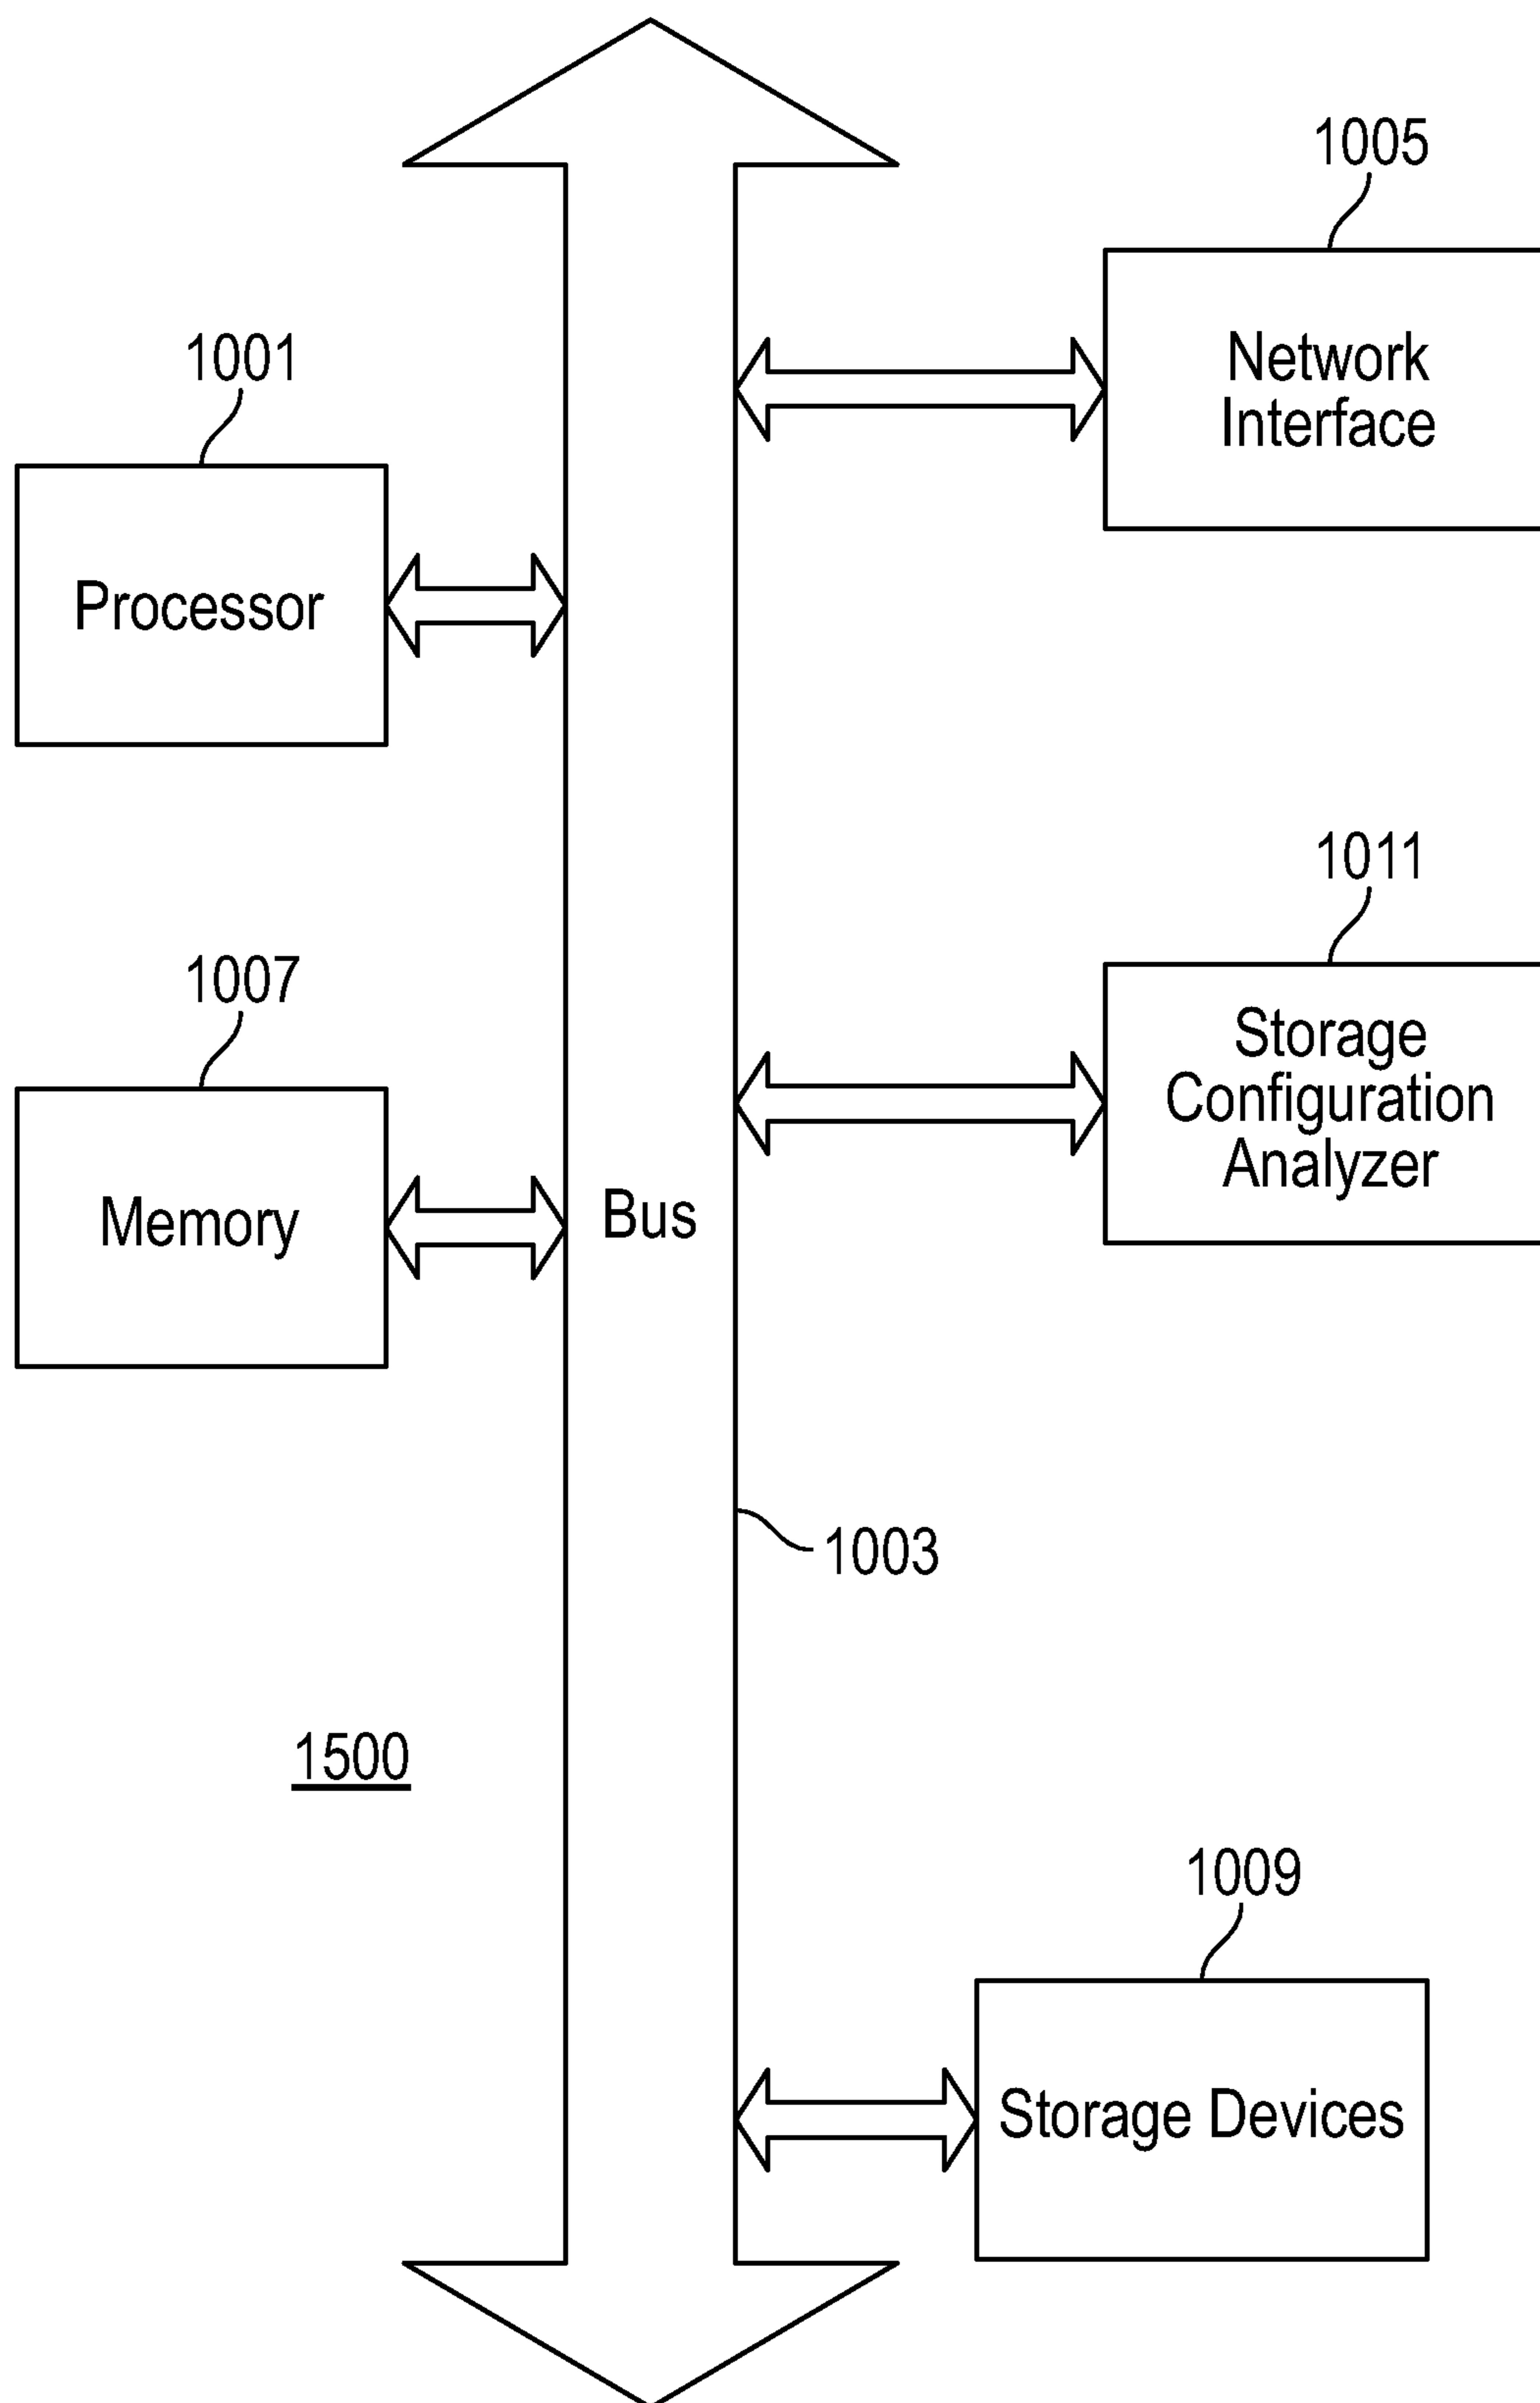 1005
Network
Interface
1001
Processor
1011
Storage
Configuration
Analyzer
1007
Memory
Bus
1003
1500
1009
Storage Devices